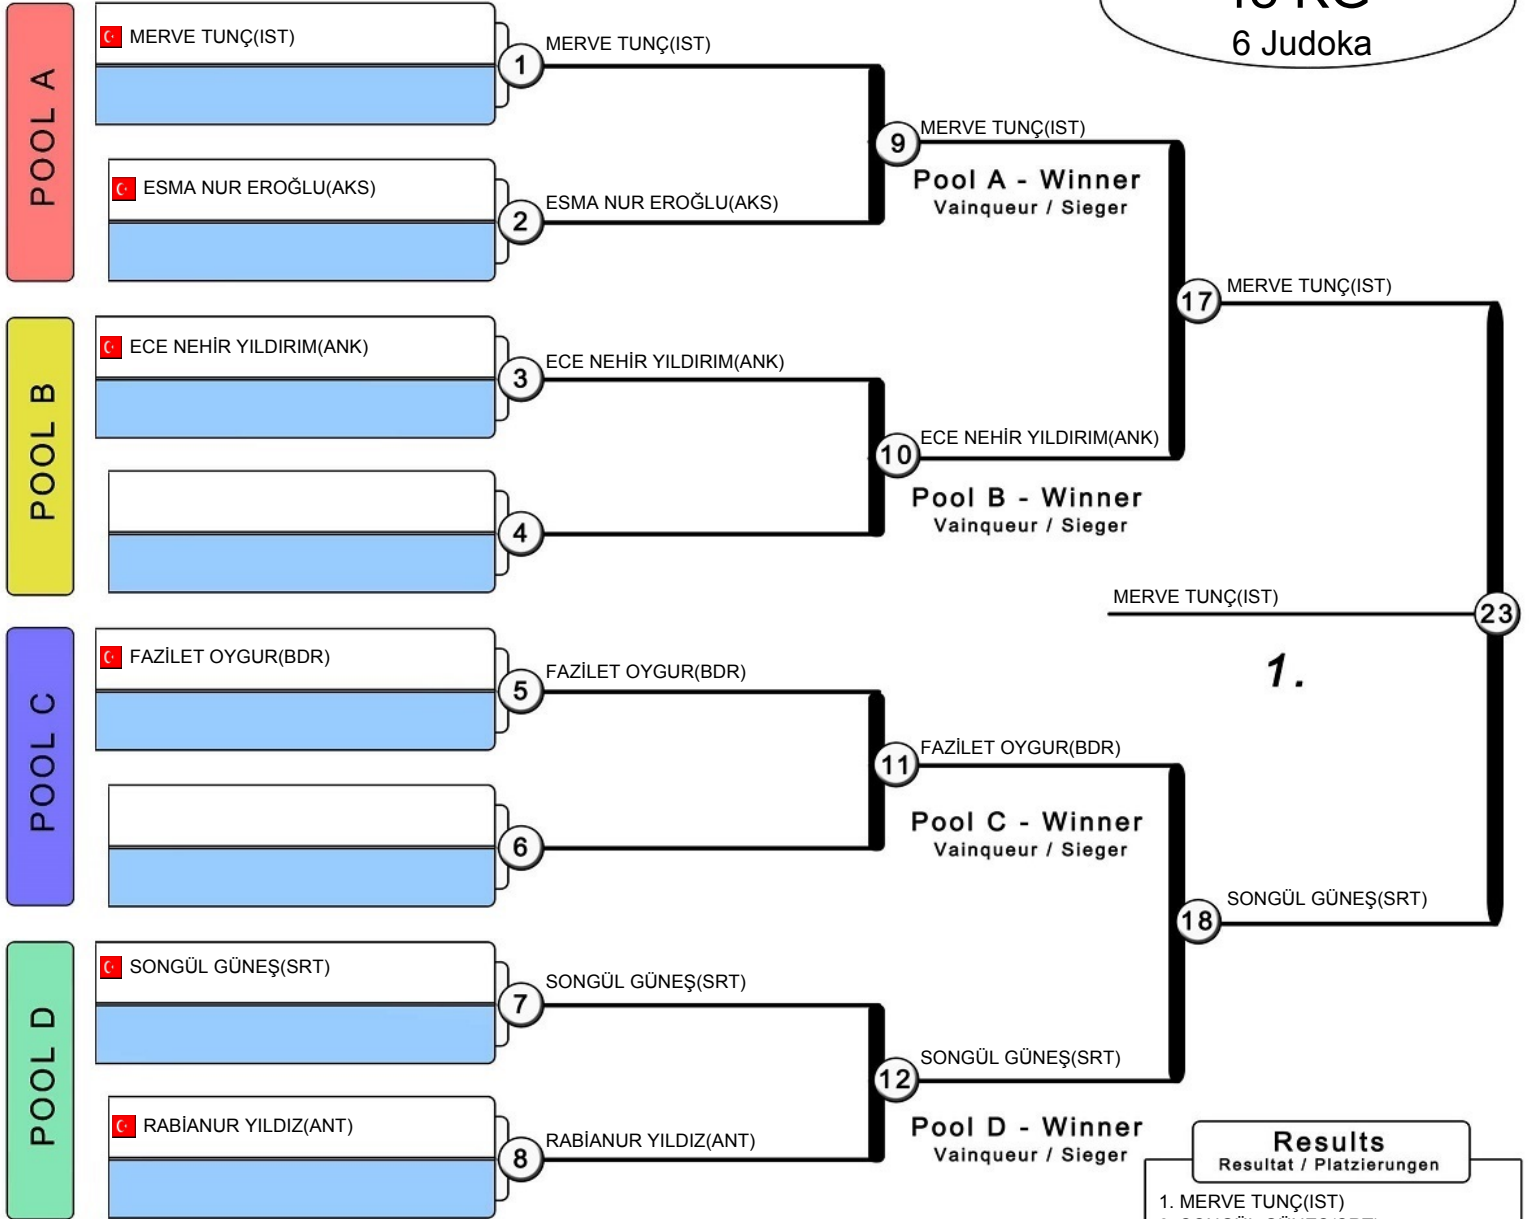 6 Judoka
POOL A
MERVE TUNÇ(IST)
1
MERVE TUNÇ(IST)
ESMA NUR EROĞLU(AKS)
2
ESMA NUR EROĞLU(AKS)
9
MERVE TUNÇ(IST)
Pool A - Winner
Vainqueur / Sieger
POOL B
ECE NEHİR YILDIRIM(ANK)
3
ECE NEHİR YILDIRIM(ANK)
4
10
ECE NEHİR YILDIRIM(ANK)
Pool B - Winner
Vainqueur / Sieger
17
MERVE TUNÇ(IST)
MERVE TUNÇ(IST)
23
1.
POOL C
FAZİLET OYGUR(BDR)
5
FAZİLET OYGUR(BDR)
6
11
FAZİLET OYGUR(BDR)
Pool C - Winner
Vainqueur / Sieger
18
SONGÜL GÜNEŞ(SRT)
POOL D
SONGÜL GÜNEŞ(SRT)
7
SONGÜL GÜNEŞ(SRT)
RABİANUR YILDIZ(ANT)
8
RABİANUR YILDIZ(ANT)
12
SONGÜL GÜNEŞ(SRT)
Pool D - Winner
Vainqueur / Sieger
Results
Resultat / Platzierungen
1. MERVE TUNÇ(IST)